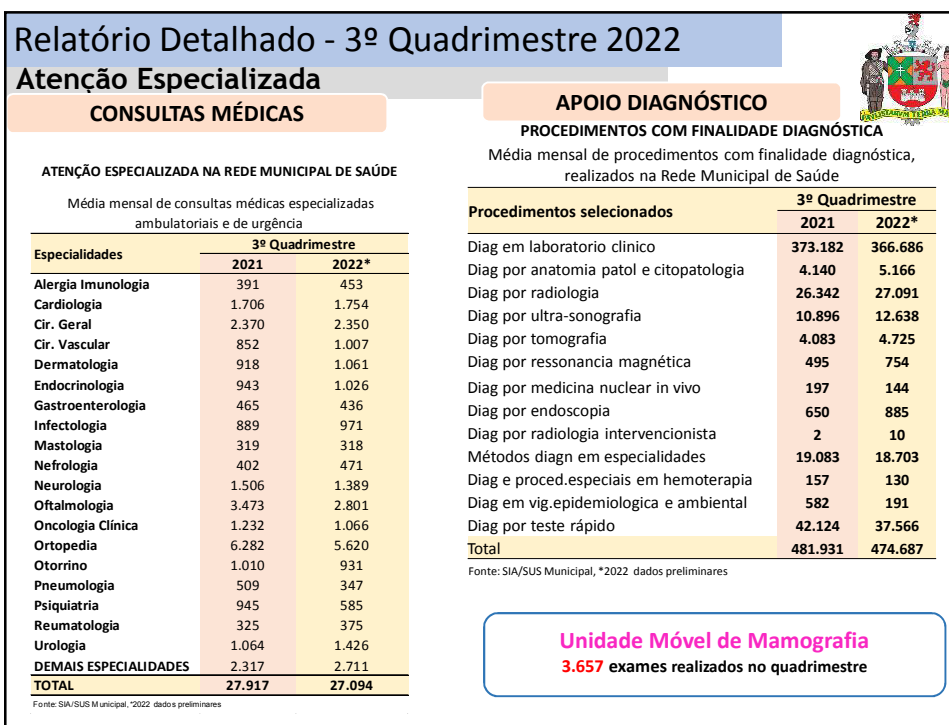 Relatório Detalhado - 3º Quadrimestre 2022
Atenção Especializada
CONSULTAS MÉDICAS
ATENÇÃO ESPECIALIZADA NA REDE MUNICIPAL DE SAÚDE
Média mensal de consultas médicas especializadas
ambulatoriais e de urgência
Especialidades 3º Quadrimestre
2021 2022*
Alergia Imunologia 391 453
Cardiologia 1.706 1.754
Cir. Geral 2.370 2.350
Cir. Vascular 852 1.007
Dermatologia 918 1.061
Endocrinologia 943 1.026
Gastroenterologia 465 436
Infectologia 889 971
Mastologia 319 318
Nefrologia 402 471
Neurologia 1.506 1.389
Oftalmologia 3.473 2.801
Oncologia Clínica 1.232 1.066
Ortopedia 6.282 5.620
Otorrino 1.010 931
Pneumologia 509 347
Psiquiatria 945 585
Reumatologia 325 375
Urologia 1.064 1.426
DEMAIS ESPECIALIDADES 2.317 2.711
TOTAL 27.917 27.094
Fonte: SIA/SUS Municipal, *2022 dados preliminares
APOIO DIAGNÓSTICO
PROCEDIMENTOS COM FINALIDADE DIAGNÓSTICA
Média mensal de procedimentos com finalidade diagnóstica,
realizados na Rede Municipal de Saúde
Procedimentos selecionados 3º Quadrimestre
2021 2022*
Diag em laboratorio clinico 373.182 366.686
Diag por anatomia patol e citopatologia 4.140 5.166
Diag por radiologia 26.342 27.091
Diag por ultra-sonografia 10.896 12.638
Diag por tomografia 4.083 4.725
Diag por ressonancia magnética 495 754
Diag por medicina nuclear in vivo 197 144
Diag por endoscopia 650 885
Diag por radiologia intervencionista 2 10
Métodos diagn em especialidades 19.083 18.703
Diag e proced.especiais em hemoterapia 157 130
Diag em vig.epidemiologica e ambiental 582 191
Diag por teste rápido 42.124 37.566
Total 481.931 474.687
Fonte: SIA/SUS Municipal, *2022 dados preliminares
Unidade Móvel de Mamografia
3.657 exames realizados no quadrimestre